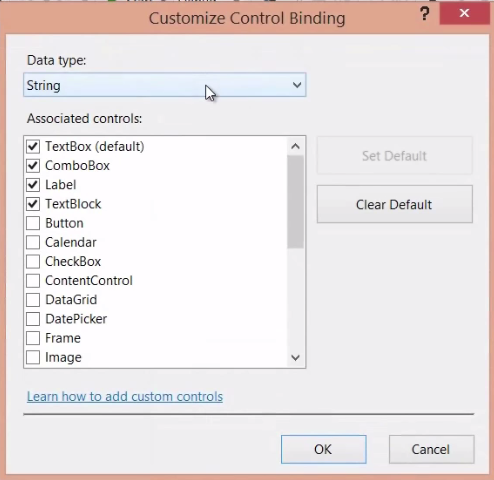 Customize Control Binding
?
Data type:
String
Associated controls:
TextBox (default)
ComboBox
Label
TextBlock
Button
Calendar
CheckBox
ContentControl
DataGrid
DatePicker
Frame
Image
Set Default
Clear Default
Learn how to add custom controls
OK
Cancel